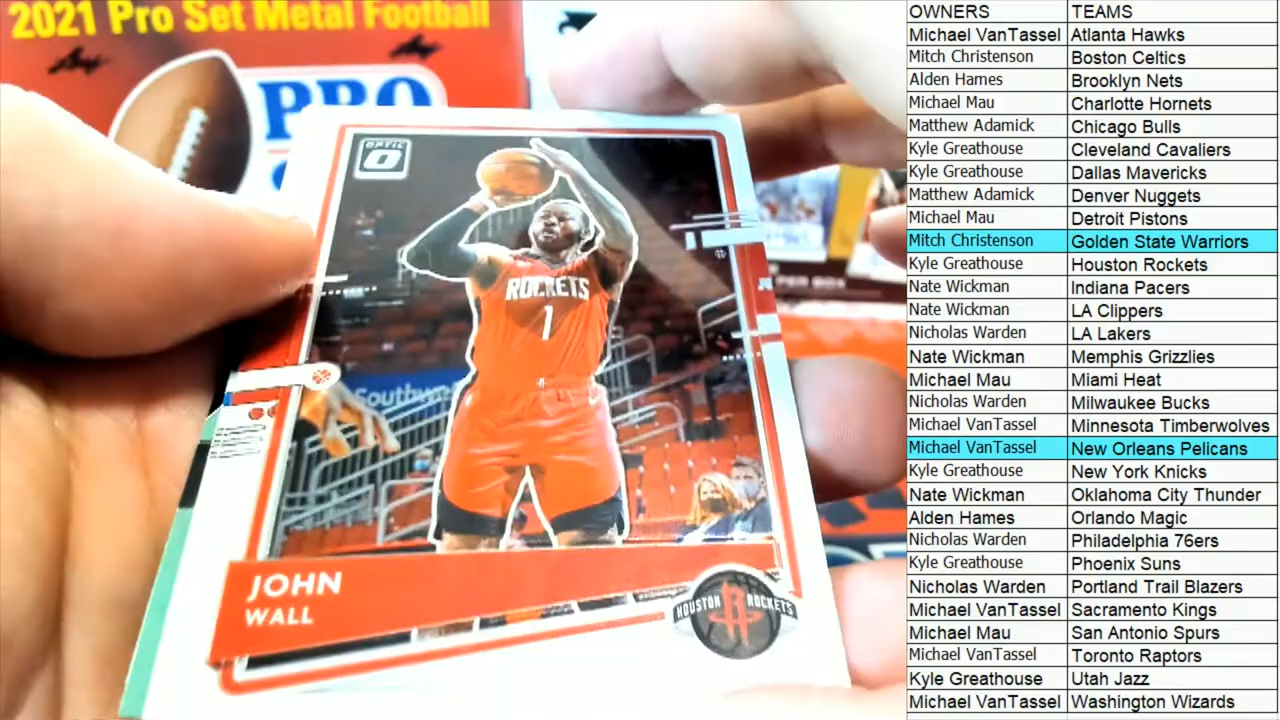 2021 Pro Set Metal Football
PRO
OPTIC
O
ROCKETS
1
Southw
PER BOX
JOHN
WALL
HOUSTON ROCKETS
OWNERS TEAMS
Michael VanTassel Atlanta Hawks
Mitch Christenson Boston Celtics
Alden Hames Brooklyn Nets
Michael Mau Charlotte Hornets
Matthew Adamick Chicago Bulls
Kyle Greathouse Cleveland Cavaliers
Kyle Greathouse Dallas Mavericks
Matthew Adamick Denver Nuggets
Michael Mau Detroit Pistons
Mitch Christenson Golden State Warriors
Kyle Greathouse Houston Rockets
Nate Wickman Indiana Pacers
Nate Wickman LA Clippers
Nicholas Warden LA Lakers
Nate Wickman Memphis Grizzlies
Michael Mau Miami Heat
Nicholas Warden Milwaukee Bucks
Michael VanTassel Minnesota Timberwolves
Michael VanTassel New Orleans Pelicans
Kyle Greathouse New York Knicks
Nate Wickman Oklahoma City Thunder
Alden Hames Orlando Magic
Nicholas Warden Philadelphia 76ers
Kyle Greathouse Phoenix Suns
Nicholas Warden Portland Trail Blazers
Michael VanTassel Sacramento Kings
Michael Mau San Antonio Spurs
Michael VanTassel Toronto Raptors
Kyle Greathouse Utah Jazz
Michael VanTassel Washington Wizards